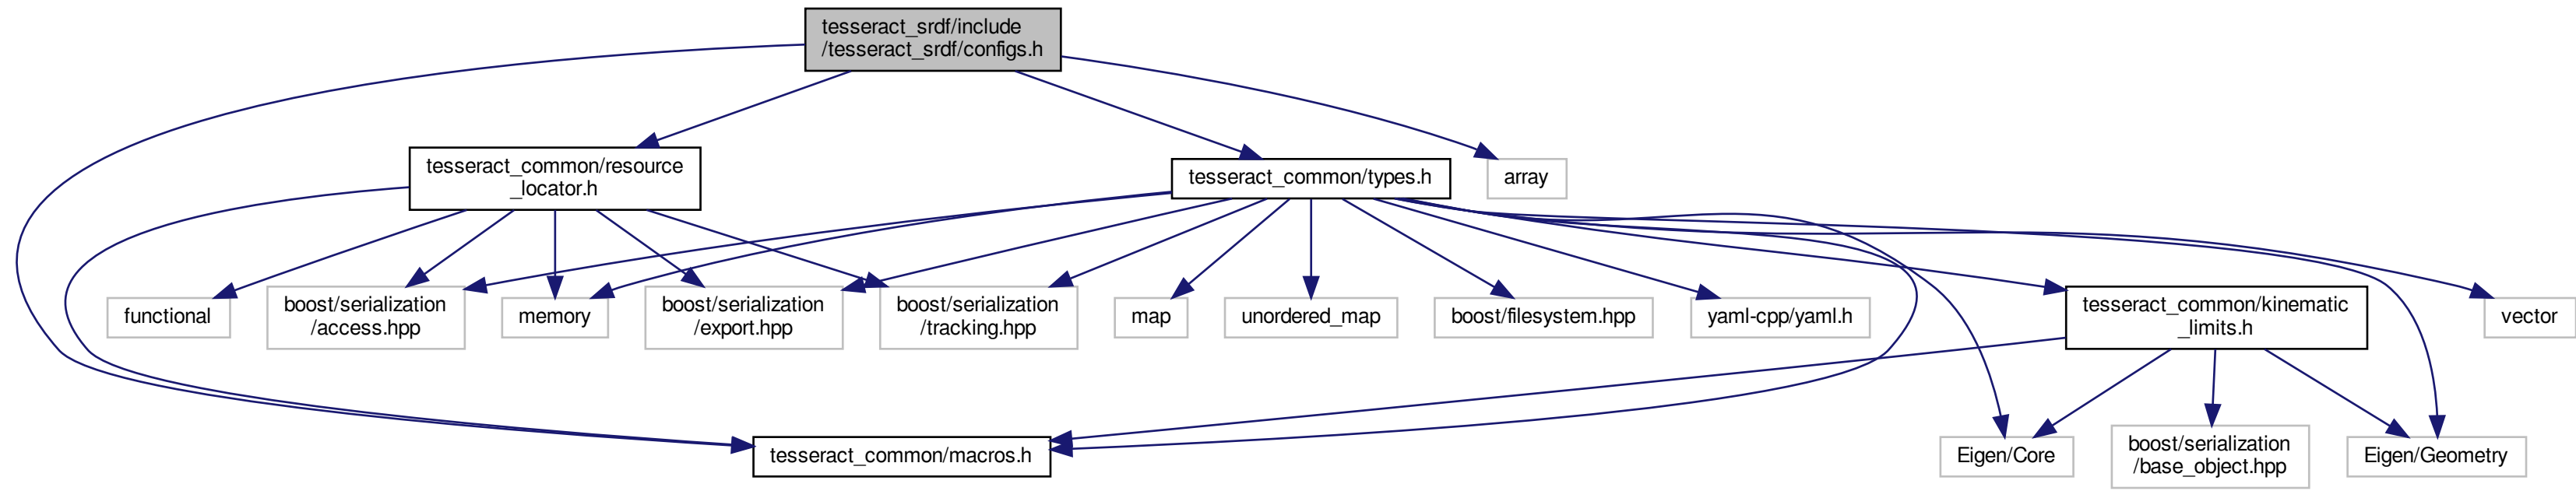 tesseract_srdf/include
/tesseract_srdf/configs.h
tesseract_common/resource
_locator.h
tesseract_common/types.h
array
functional
boost/serialization
/access.hpp
memory
boost/serialization
/export.hpp
boost/serialization
/tracking.hpp
map
unordered_map
boost/filesystem.hpp
yaml-cpp/yaml.h
tesseract_common/kinematic
_limits.h
vector
tesseract_common/macros.h
Eigen/Core
boost/serialization
/base_object.hpp
Eigen/Geometry